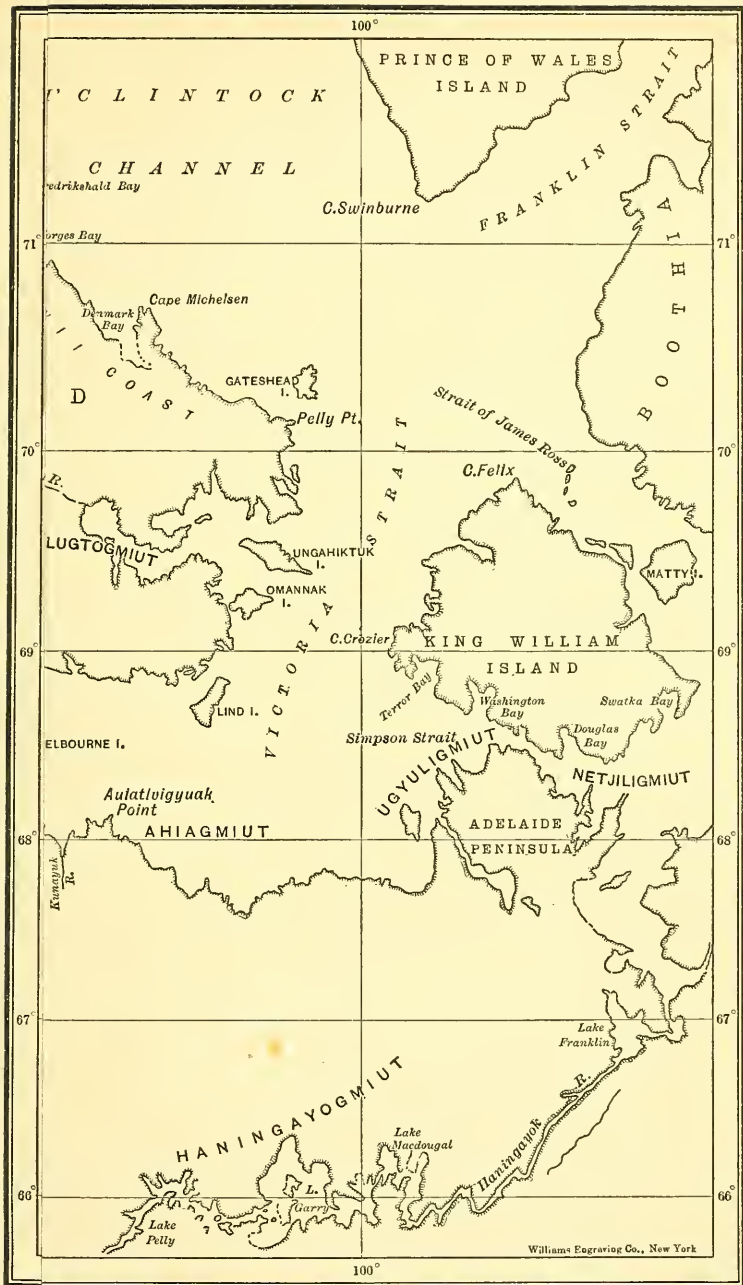 100°
PRINCE OF WALES
ISLAND
M'CLINTOCK
CHANNEL
FRANKLIN STRAIT
edrikshald Bay
C. Swinburne
orges Bay
71°
71°
BOOTHIA
Cape Michelsen
Denmark
Bay
COAST
D
GATESHEAD
I.
Pelly Pt.
Strait of James Ross
70°
70°
C. Felix
R.
STRAIT
LUGTOGMIUT
UNGAHIKTUK
I.
MATTY I.
OMANNAK
I.
VICTORIA
C. Crozier
KING WILLIAM
ISLAND
69°
69°
Terror Bay
Washington
Bay
Swatka Bay
LIND I.
Douglas
Bay
Simpson Strait
ELBOURNE I.
UGYULIGMIUT
NETJILIGMIUT
Aulatlvigyuak
Point
AHIAGMIUT
ADELAIDE
PENINSULA
68°
68°
Kunayuk
R.
67°
67°
Lake
Franklin
HANINGAYOGMIUT
R.
Lake
Macdougal
Haningayok
66°
66°
L.
Garry
Lake
Pelly
Williams Engraving Co., New York
100°